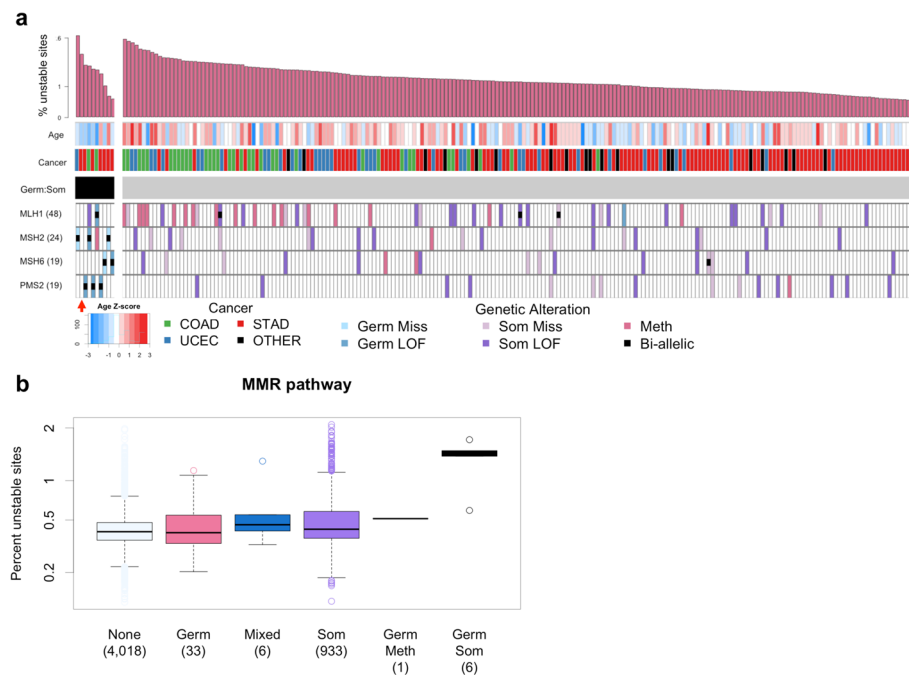 a
% unstable sites
.6
1
0
Age
Cancer
Germ:Som
MLH1 (48)
MSH2 (24)
MSH6 (19)
PMS2 (19)
Age Z-score
100
0
-3 -1 0 1 2 3
Cancer
COAD STAD
UCEC OTHER
Genetic Alteration
Germ Miss Som Miss Meth
Germ LOF Som LOF Bi-allelic
b
MMR pathway
Percent unstable sites
2
1
0.5
0.2
None Germ Mixed Som Germ Germ
(4,018) (33) (6) (933) Meth Som
(1) (6)